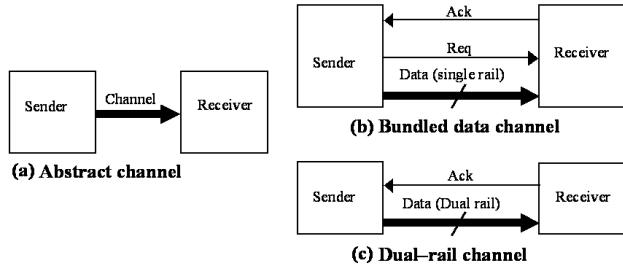 Sender
Channel
Receiver
(a) Abstract channel
Sender
Ack
Req
Data (single rail)
Receiver
(b) Bundled data channel
Sender
Ack
Data (Dual rail)
Receiver
(c) Dual–rail channel